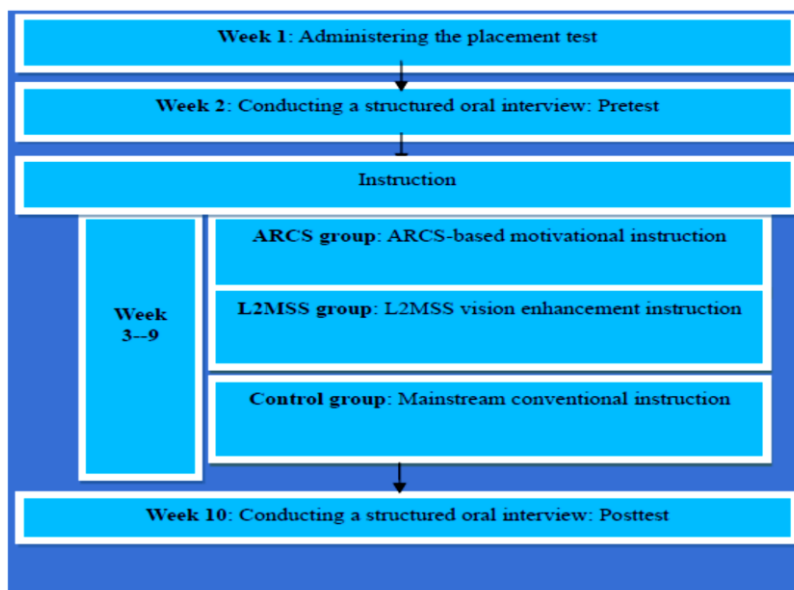 Week 1: Administering the placement test
Week 2: Conducting a structured oral interview: Pretest
Instruction
Week
3--9
ARCS group: ARCS-based motivational instruction
L2MSS group: L2MSS vision enhancement instruction
Control group: Mainstream conventional instruction
Week 10: Conducting a structured oral interview: Posttest